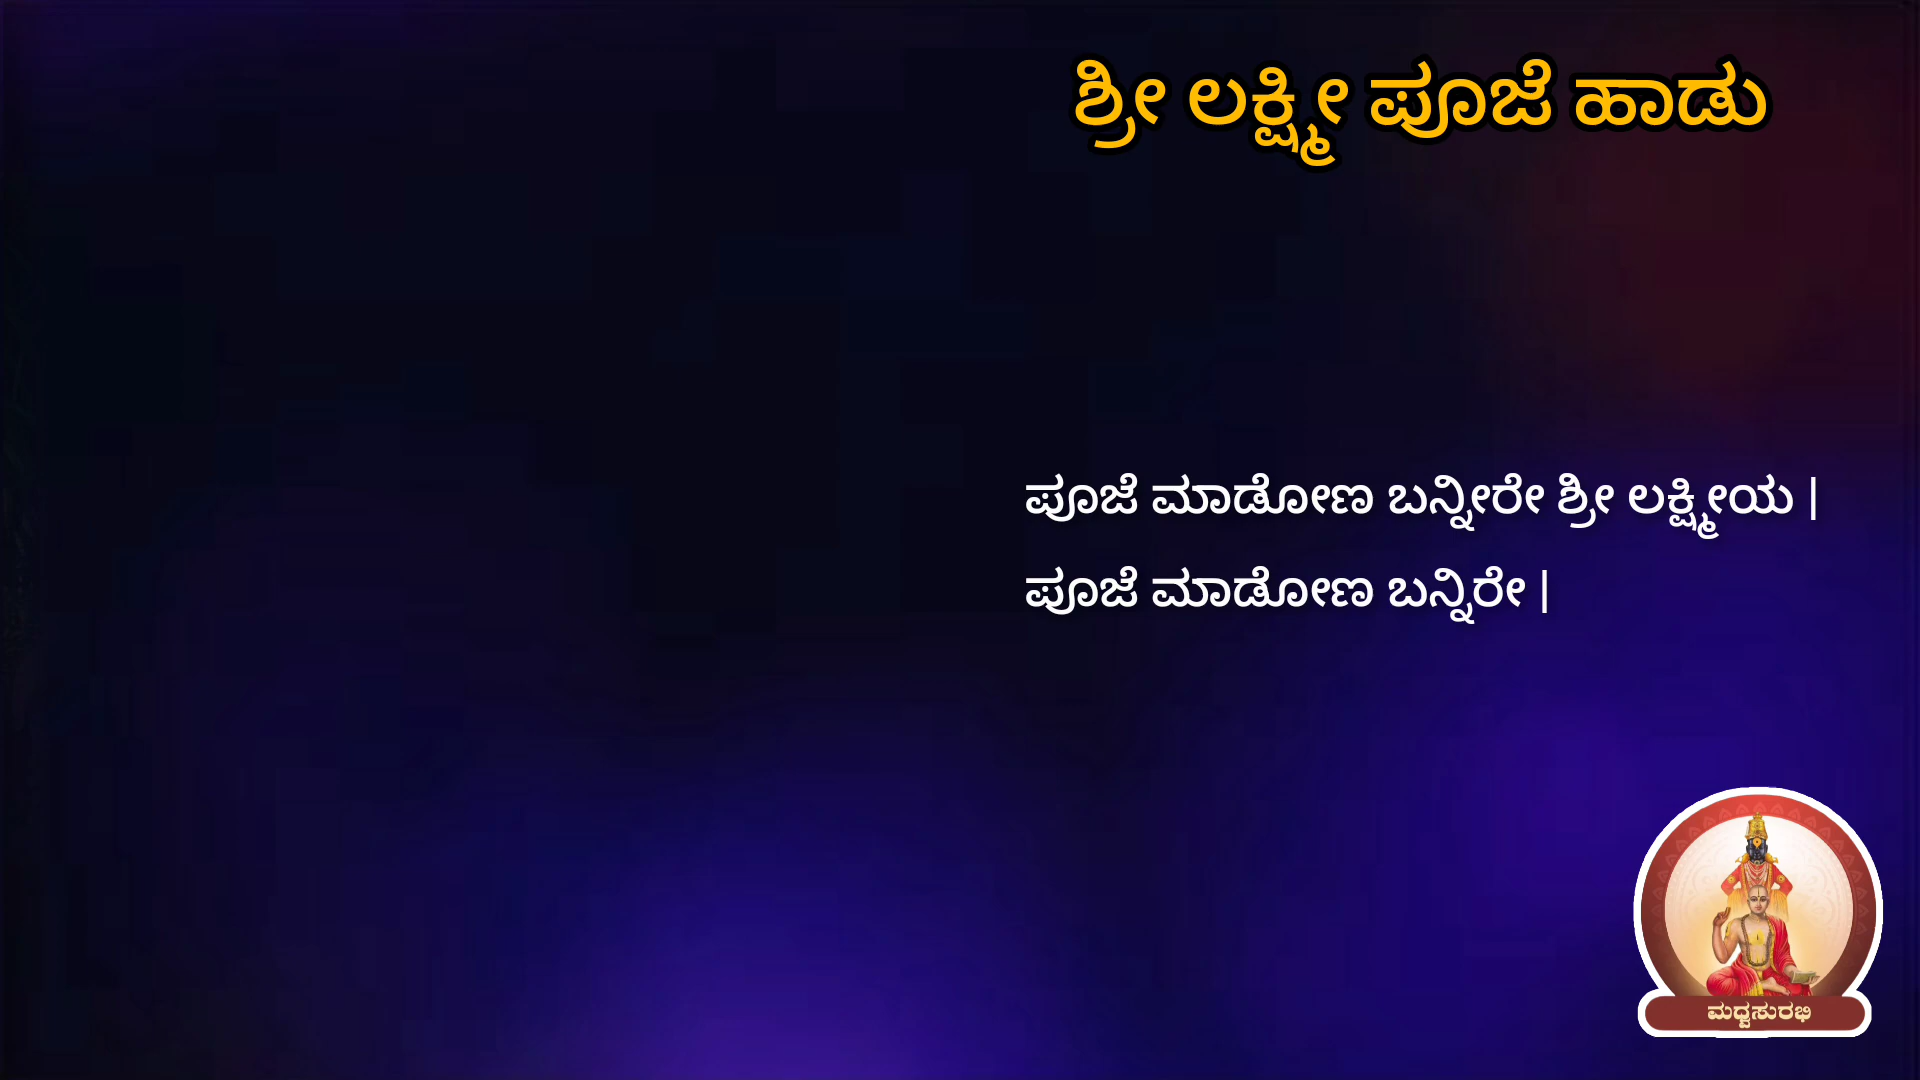 ಶ್ರೀ ಲಕ್ಷ್ಮೀ ಪೂಜೆ ಹಾಡು
ಪೂಜೆ ಮಾಡೋಣ ಬನ್ನೀರೇ ಶ್ರೀ ಲಕ್ಷ್ಮೀಯ |
ಪೂಜೆ ಮಾಡೋಣ ಬನ್ನಿರೇ |
ಮಧ್ವಸುರಭಿ